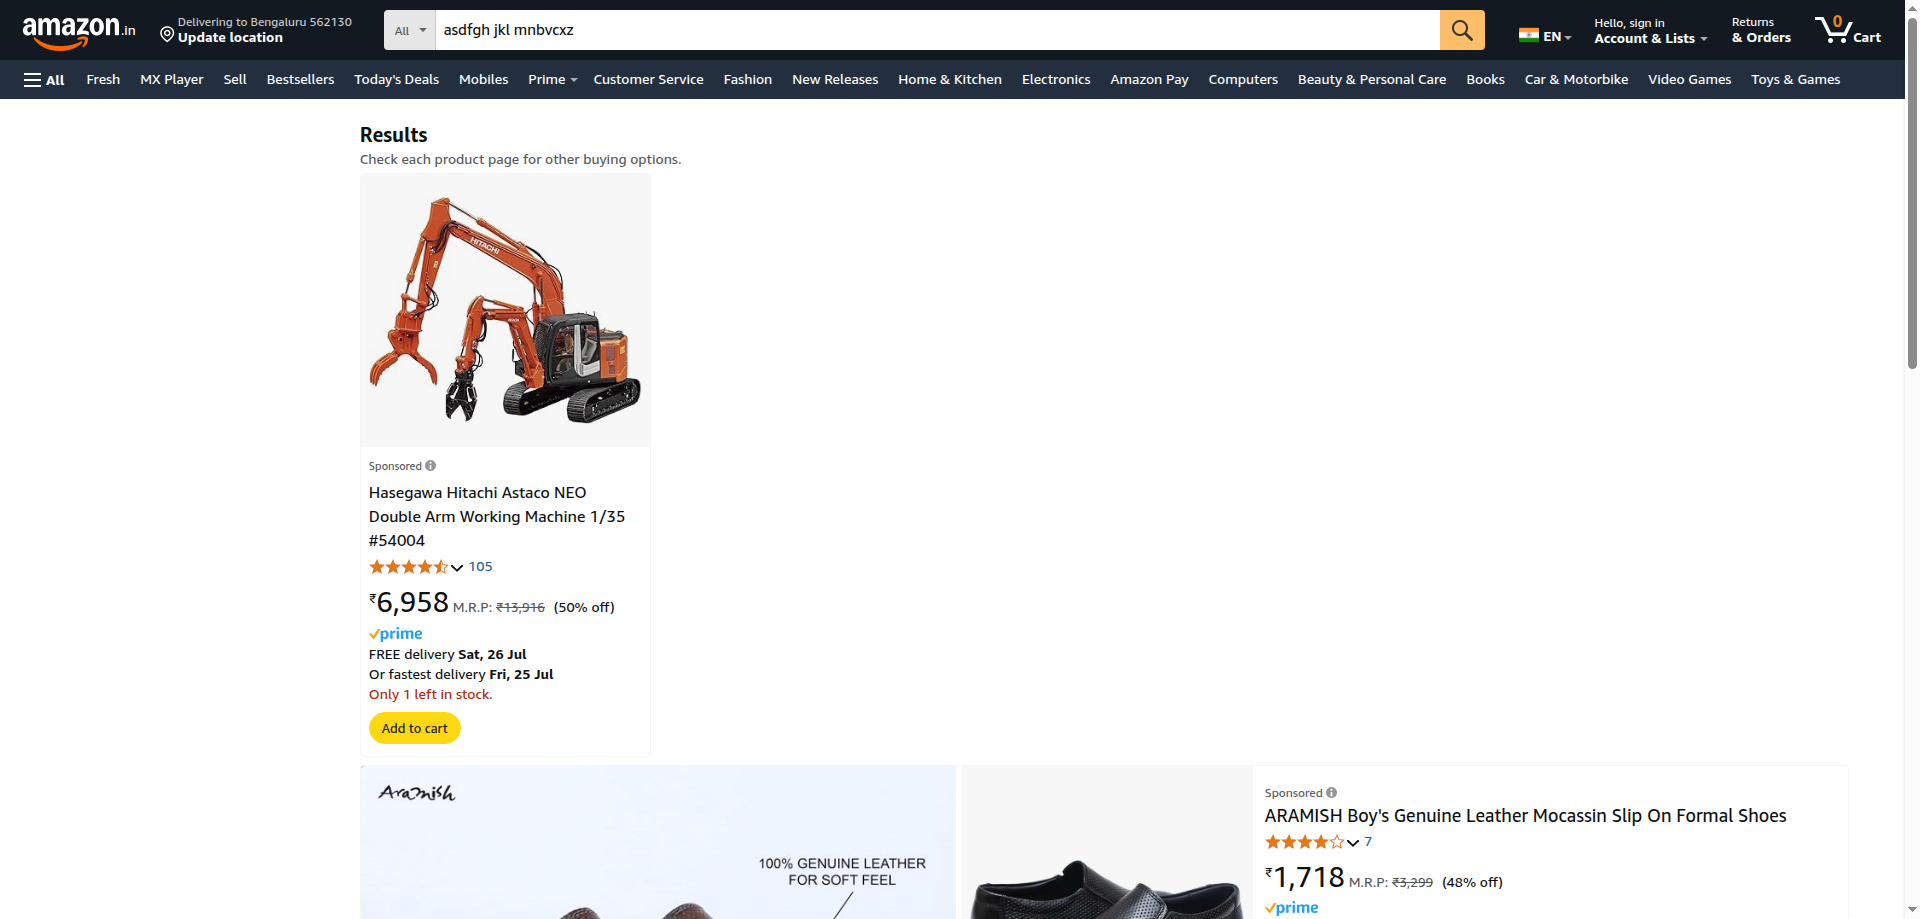 amazon.in
Delivering to Bengaluru 562130
Update location
All
asdfgh jkl mnbvcxz
EN
Hello, sign in
Account & Lists
Returns
& Orders
0
Cart
All
Fresh
MX Player
Sell
Bestsellers
Today's Deals
Mobiles
Prime
Customer Service
Fashion
New Releases
Home & Kitchen
Electronics
Amazon Pay
Computers
Beauty & Personal Care
Books
Car & Motorbike
Video Games
Toys & Games
Results
Check each product page for other buying options.
HITACHI
Sponsored
Hasegawa Hitachi Astaco NEO
Double Arm Working Machine 1/35
#54004
105
₹6,958 M.R.P: ₹13,916 (50% off)
prime
FREE delivery Sat, 26 Jul
Or fastest delivery Fri, 25 Jul
Only 1 left in stock.
Add to cart
Aramish
100% GENUINE LEATHER
FOR SOFT FEEL
Sponsored
ARAMISH Boy's Genuine Leather Mocassin Slip On Formal Shoes
7
₹1,718 M.R.P: ₹3,299 (48% off)
prime